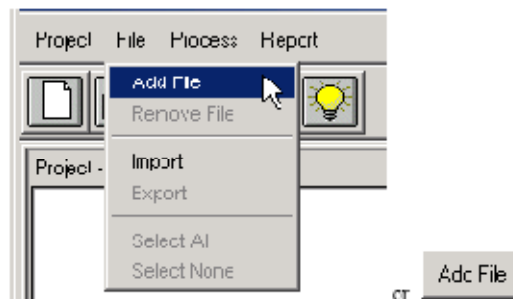 Project File Process Report
Add File
Remove File
Project -
Import
Export
Select All
Select None
or Add File